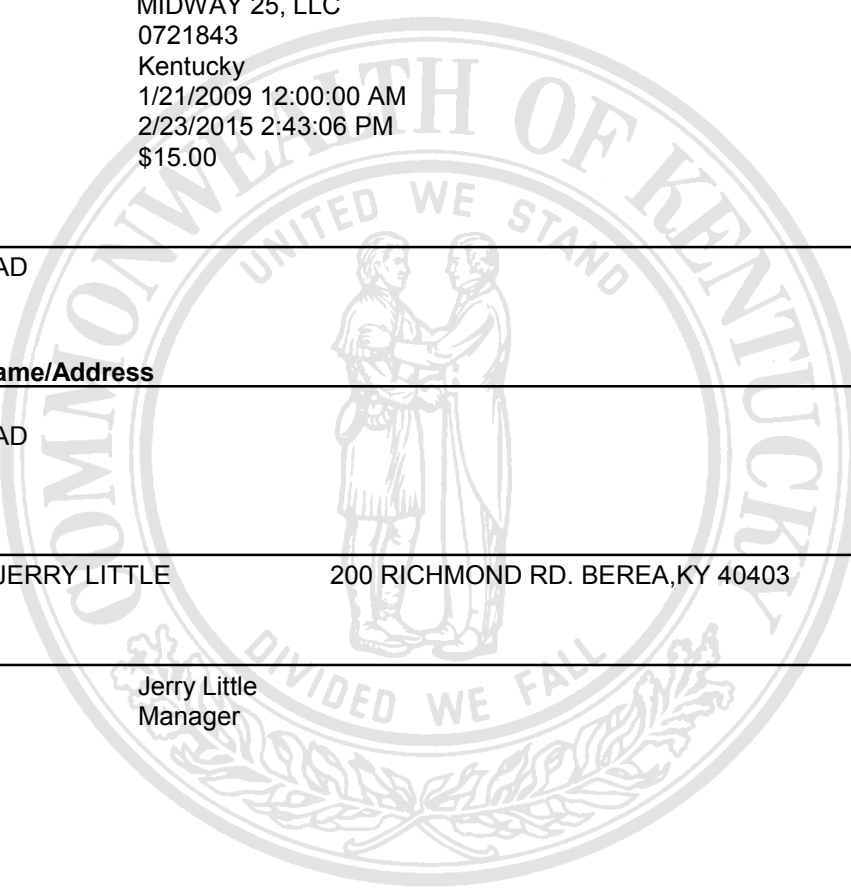 MIDWAY 25, LLC
0721843
Kentucky
1/21/2009 12:00:00 AM
2/23/2015 2:43:06 PM
$15.00
AD
ame/Address
AD
JERRY LITTLE 200 RICHMOND RD. BEREA,KY 40403
Jerry Little
Manager
COMMONWEALTH OF KENTUCKY
UNITED WE STAND
DIVIDED WE FALL